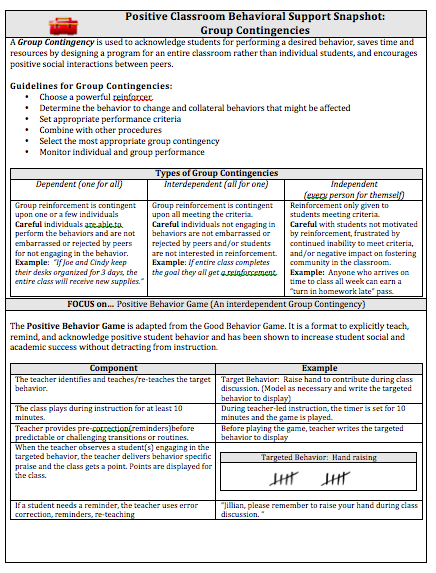 Positive Classroom Behavioral Support Snapshot:
Group Contingencies
A Group Contingency is used to acknowledge students for performing a desired behavior, saves time and
resources by designing a program for an entire classroom rather than individual students, and encourages
positive social interactions between peers.
Guidelines for Group Contingencies:
• Choose a powerful reinforcer.
• Determine the behavior to change and collateral behaviors that might be affected
• Set appropriate performance criteria
• Combine with other procedures
• Select the most appropriate group contingency
• Monitor individual and group performance
Types of Group Contingencies
Dependent (one for all)
Group reinforcement is contingent
upon one or a few individuals
Careful individuals are able to
perform the behaviors and are not
embarrassed or rejected by peers
for not engaging in the behavior.
Example: "If Joe and Cindy keep
their desks organized for 3 days, the
entire class will receive new supplies."
Interdependent (all for one)
Group reinforcement is contingent
upon all meeting the criteria.
Careful students not engaging in
behaviors are not embarrassed or
rejected by peers and/or students
are not interested in reinforcement.
Example: If entire class completes
the goal they all get a reinforcement.
Independent
(every person for themself)
Reinforcement only given to
students meeting criteria.
Careful with students not motivated
by reinforcement, frustrated by
continued inability to meet criteria,
and/or negative impact on fostering
community in the classroom.
Example: Anyone who arrives on
time to class all week can earn a
"turn in homework late" pass.
FOCUS on... Positive Behavior Game (An interdependent Group Contingency)
The Positive Behavior Game is adapted from the Good Behavior Game. It is a format to explicitly teach,
remind, and acknowledge positive student behavior and has been shown to increase student social and
academic success without detracting from instruction.
Component
Example
The teacher identifies and teaches/re-teaches the target
behavior.
Target Behavior: Raise hand to contribute during class
discussion. (Model as necessary and write the targeted
behavior to display)
The class plays during instruction for at least 10
minutes.
During teacher-led instruction, the timer is set for 10
minutes and the game is played.
Teacher provides pre-correction(reminders)before
predictable or challenging transitions or routines.
Before playing the game, teacher writes the targeted
behavior to display
When the teacher observes a student(s) engaging in the
targeted behavior, the teacher delivers behavior specific
praise and the class gets a point. Points are displayed for
the class.
Targeted Behavior: Hand raising
If a student needs a reminder, the teacher uses error
correction, reminders, re-teaching
"Jillian, please remember to raise your hand during class
discussion. "